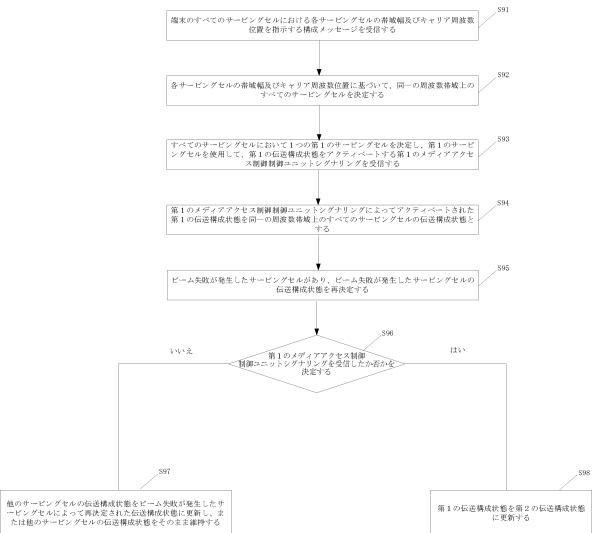 S91
端末のすべてのサービングセルにおける各サービングセルの帯域幅及びキャリア周波数
位置を指示する構成メッセージを受信する
S92
各サービングセルの帯域幅及びキャリア周波数位置に基づいて、同一の周波数帯域上の
すべてのサービングセルを決定する
S93
すべてのサービングセルにおいて１つの第１のサービングセルを決定し、第１のサービ
ングセルを使用して、第１の伝送構成状態をアクティベートする第１のメディアアクセ
ス制御制御ユニットシグナリングを受信する
S94
第１のメディアアクセス制御制御ユニットシグナリングによってアクティベートされた
第１の伝送構成状態を同一の周波数帯域上のすべてのサービングセルの伝送構成状態と
する
S95
ビーム失敗が発生したサービングセルがあり、ビーム失敗が発生したサービングセルの
伝送構成状態を再決定する
S96
第１のメディアアクセス制御
制御ユニットシグナリングを受信したか否かを
決定する
いいえ
はい
S97
他のサービングセルの伝送構成状態をビーム失敗が発生したサ
ービングセルによって再決定された伝送構成状態に更新し、ま
たは他のサービングセルの伝送構成状態をそのまま維持する
S98
第１の伝送構成状態を第２の伝送構成状態
に更新する